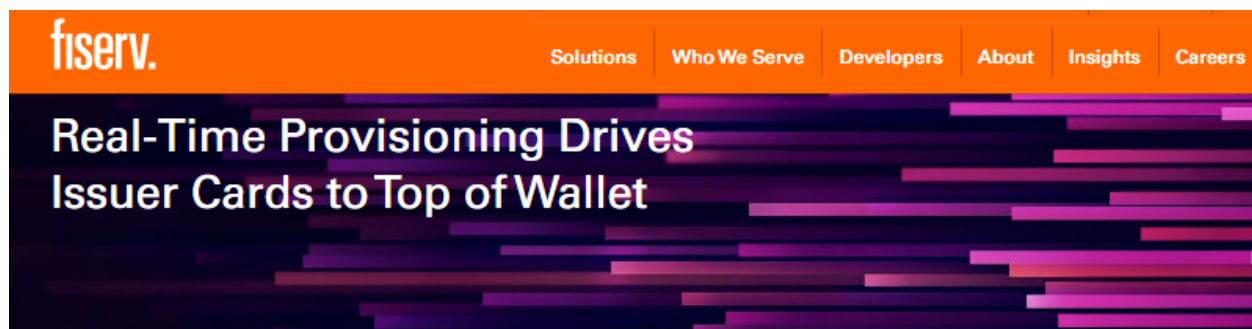 fiserv.
Solutions Who We Serve Developers About Insights Careers
Real-Time Provisioning Drives
Issuer Cards to Top of Wallet